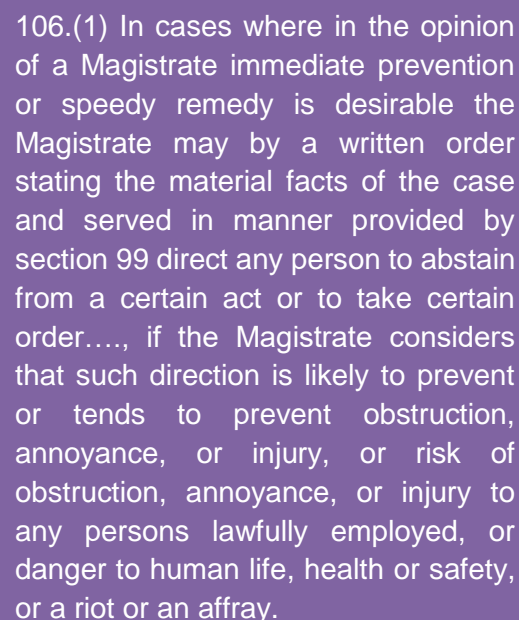 106.(1) In cases where in the opinion
of a Magistrate immediate prevention
or speedy remedy is desirable the
Magistrate may by a written order
stating the material facts of the case
and served in manner provided by
section 99 direct any person to abstain
from a certain act or to take certain
order…., if the Magistrate considers
that such direction is likely to prevent
or tends to prevent obstruction,
annoyance, or injury, or risk of
obstruction, annoyance, or injury to
any persons lawfully employed, or
danger to human life, health or safety,
or a riot or an affray.